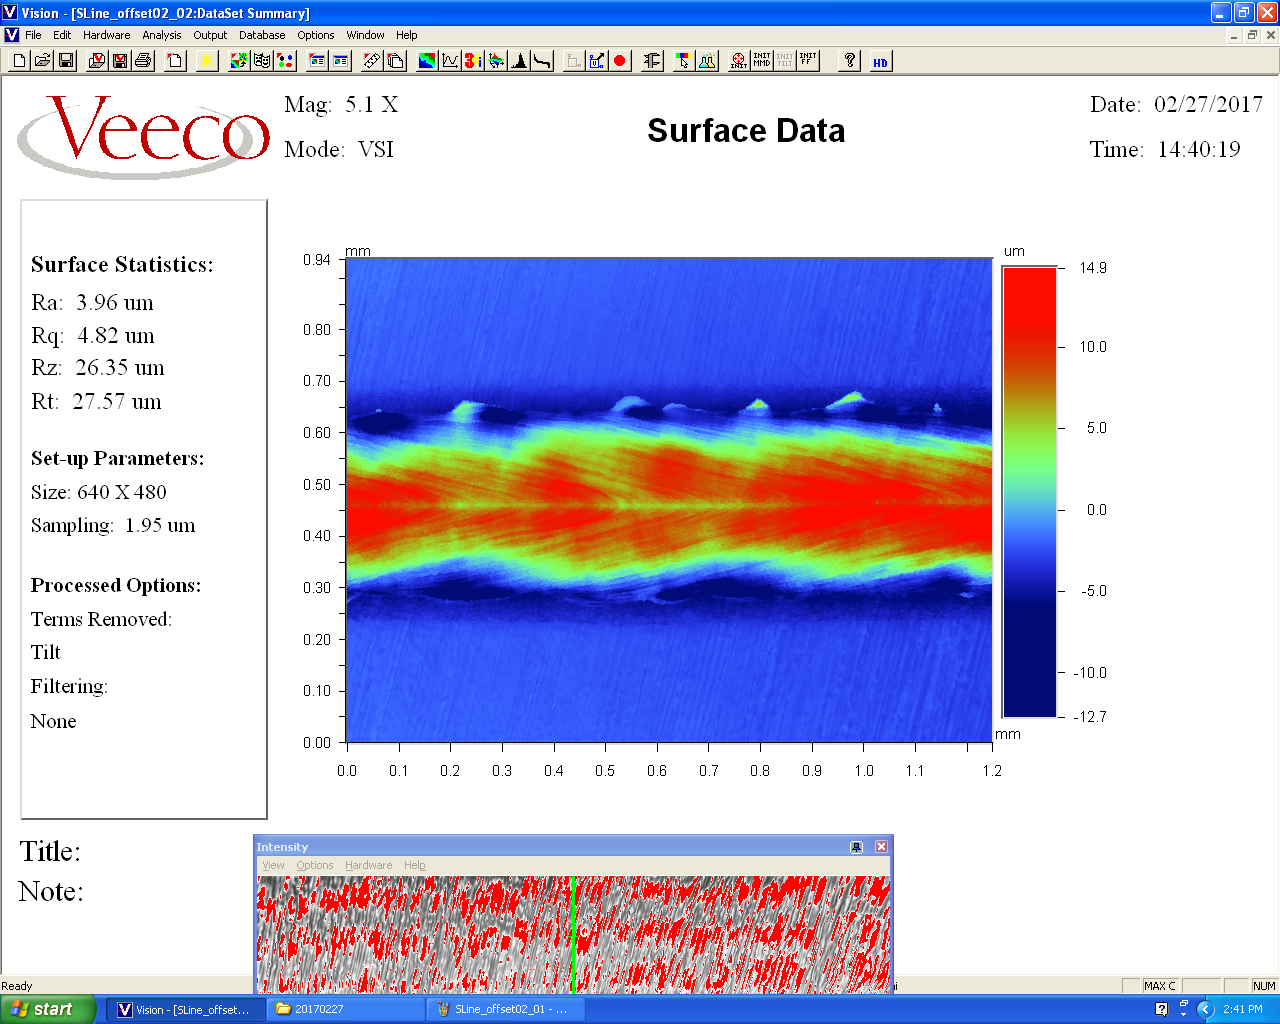 Vision - [SLine_offset02_02:DataSet Summary]
File Edit Hardware Analysis Output Database Options Window Help
INIT INIT MMD INIT TILT INIT FF ? HD
Veeco
Mag: 5.1 X
Mode: VSI
Surface Data
Date: 02/27/2017
Time: 14:40:19
Surface Statistics:
Ra: 3.96 um
Rq: 4.82 um
Rz: 26.35 um
Rt: 27.57 um
Set-up Parameters:
Size: 640 X 480
Sampling: 1.95 um
Processed Options:
Terms Removed:
Tilt
Filtering:
None
mm
0.94
0.80
0.70
0.60
0.50
0.40
0.30
0.20
0.10
0.00
0.0 0.1 0.2 0.3 0.4 0.5 0.6 0.7 0.8 0.9 1.0 1.1 1.2
mm
um
14.9
10.0
5.0
0.0
-5.0
-10.0
-12.7
Title:
Note:
Intensity
View Options Hardware Help
Ready
MAX C
NUM
start
Vision - [SLine_offset...
20170227
SLine_offset02_01 - ...
2:41 PM